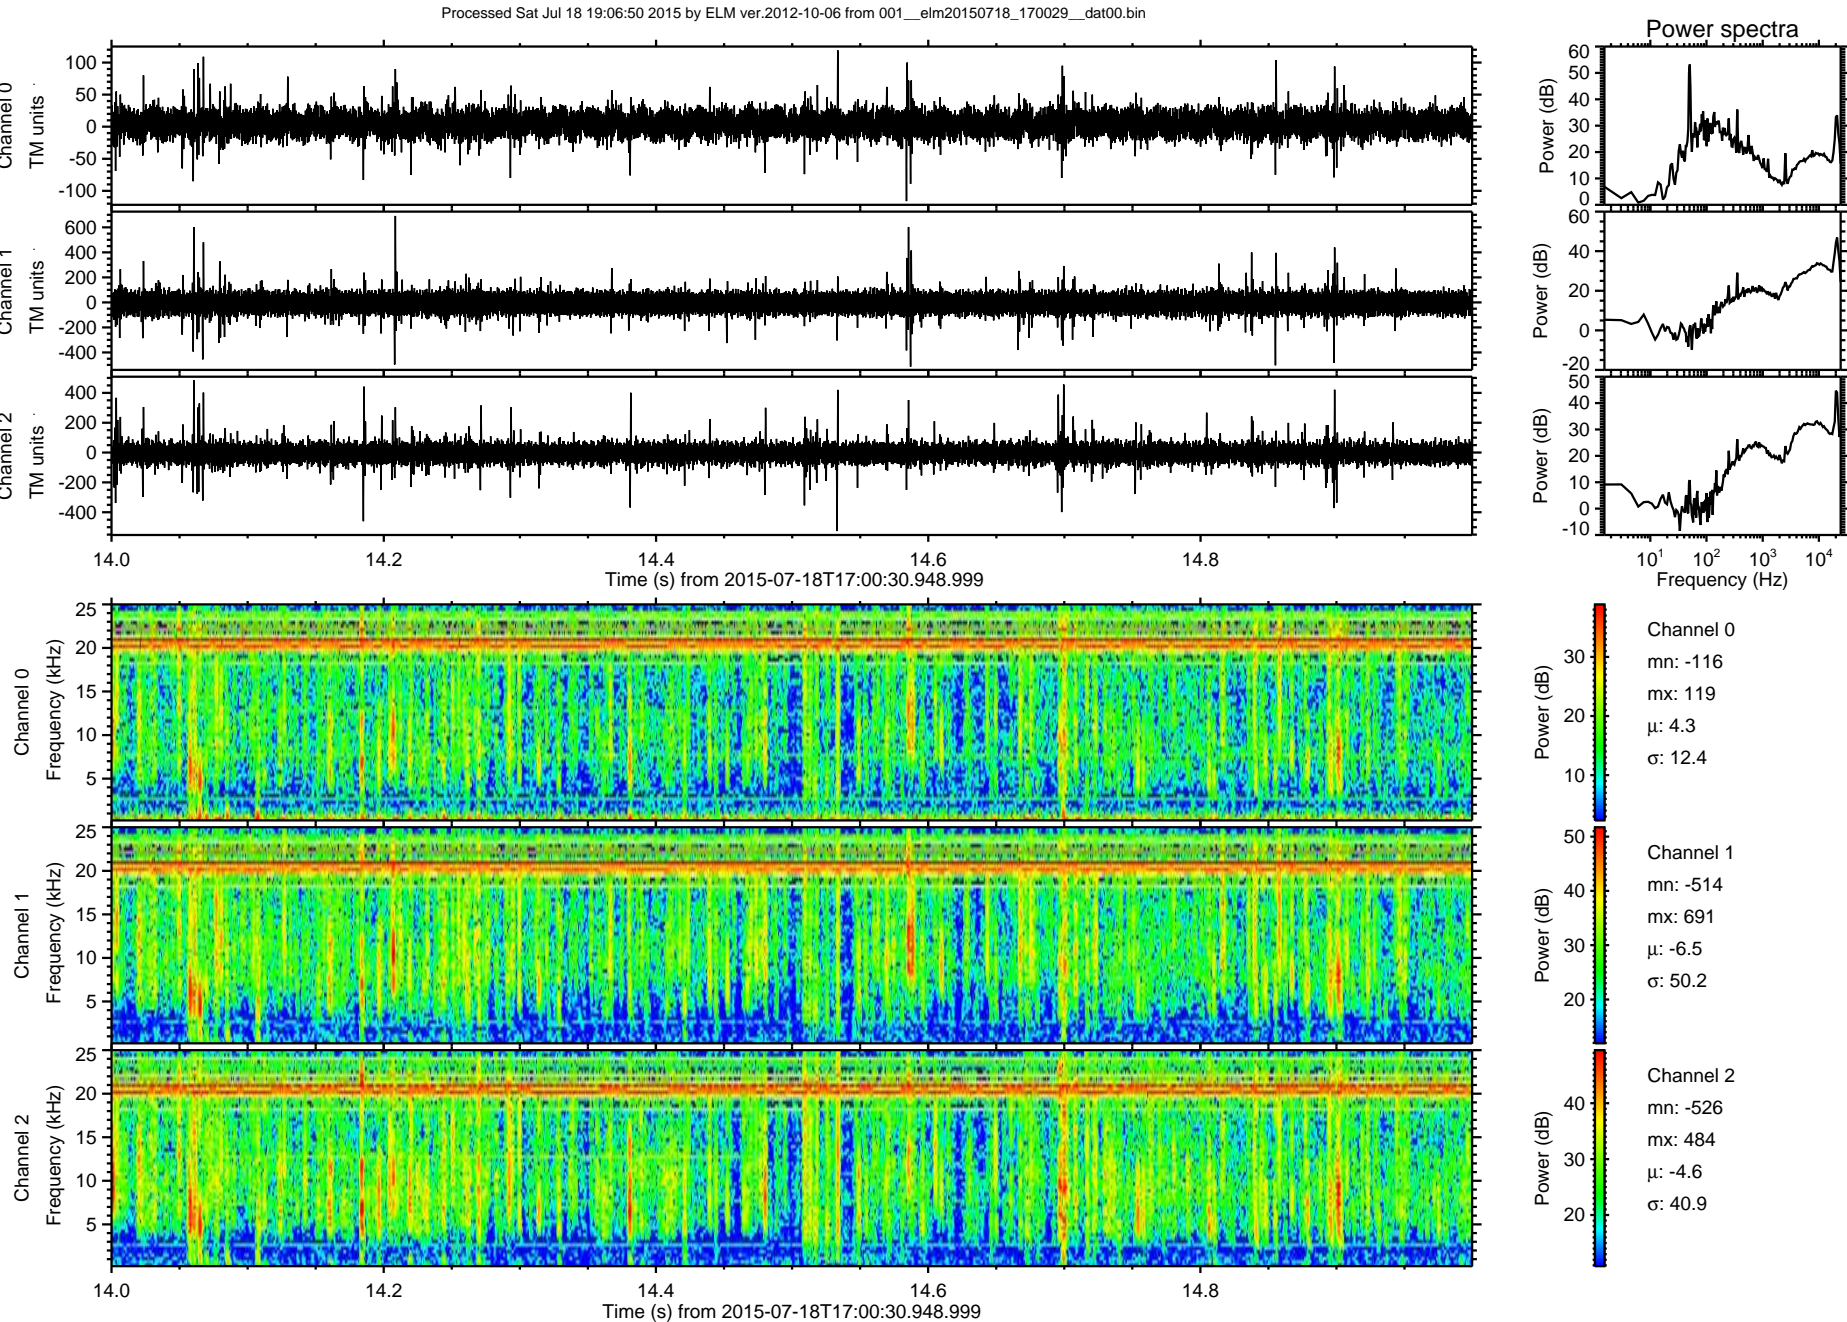 Processed Sat Jul 18 19:06:50 2015 by ELM ver.2012-10-06 from 001__elm20150718_170029__dat00.bin
Power spectra
Channel 0
TM units
100
50
0
-50
-100
Power (dB)
60
50
40
30
20
10
0
Channel 1
TM units
600
400
200
0
-200
-400
Power (dB)
60
40
20
0
-20
Channel 2
TM units
400
200
0
-200
-400
Power (dB)
50
40
30
20
10
0
-10
14.0 14.2 14.4 14.6 14.8
Time (s) from 2015-07-18T17:00:30.948.999
10¹ 10² 10³ 10⁴
Frequency (Hz)
Channel 0
Frequency (kHz)
25
20
15
10
5
Power (dB)
30
20
10
Channel 0
mn: -116
mx: 119
μ: 4.3
σ: 12.4
Channel 1
Frequency (kHz)
25
20
15
10
5
Power (dB)
50
40
30
20
Channel 1
mn: -514
mx: 691
μ: -6.5
σ: 50.2
Channel 2
Frequency (kHz)
25
20
15
10
5
Power (dB)
40
30
20
Channel 2
mn: -526
mx: 484
μ: -4.6
σ: 40.9
14.0 14.2 14.4 14.6 14.8
Time (s) from 2015-07-18T17:00:30.948.999